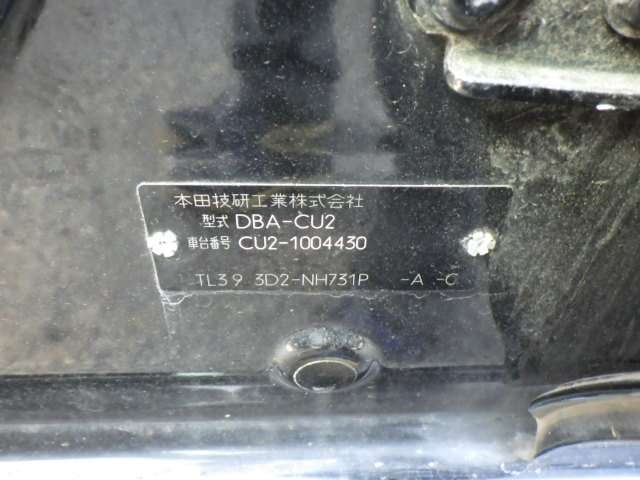 本田技研工業株式会社
型式 DBA-CU2
車台番号 CU2-1004430
TL39 3D2-NH731P -A -C